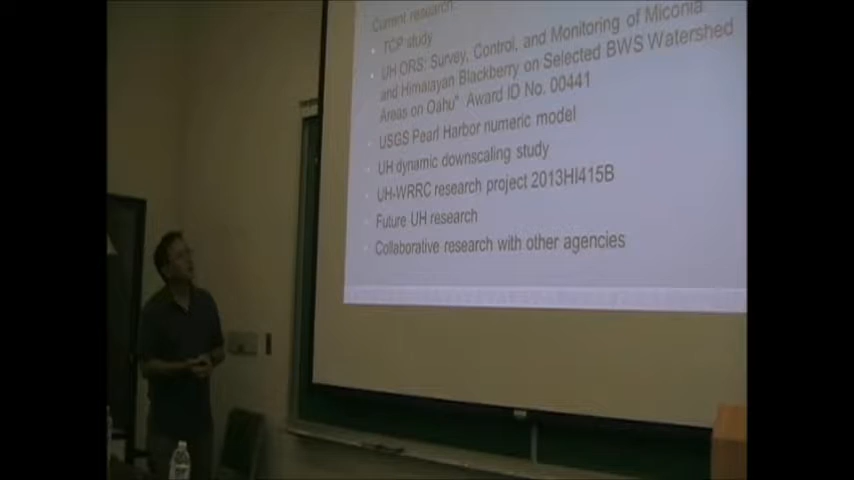 Current research
TCP study
UH ORS: Survey, Control, and Monitoring of Miconia
and Himalayan Blackberry on Selected BWS Watershed
Areas on Oahu" Award ID No. 00441
USGS Pearl Harbor numeric model
UH dynamic downscaling study
UH-WRRC research project 2013HI415B
Future UH research
Collaborative research with other agencies